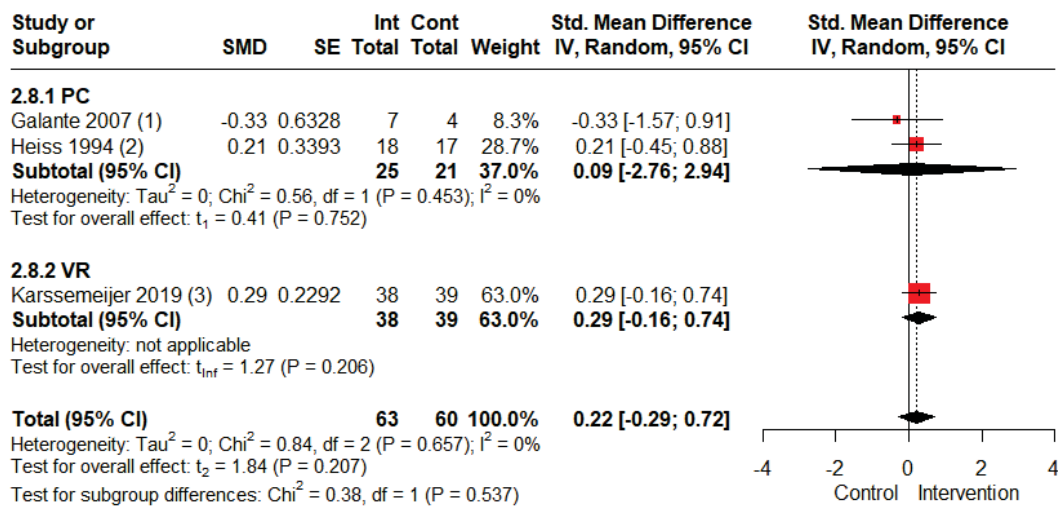 Study or Int Cont Std. Mean Difference Std. Mean Difference
Subgroup SMD SE Total Total Weight IV, Random, 95% CI IV, Random, 95% CI
2.8.1 PC
Galante 2007 (1) -0.33 0.6328 7 4 8.3% -0.33 [-1.57; 0.91]
Heiss 1994 (2) 0.21 0.3393 18 17 28.7% 0.21 [-0.45; 0.88]
Subtotal (95% CI) 25 21 37.0% 0.09 [-2.76; 2.94]
Heterogeneity: Tau² = 0; Chi² = 0.56, df = 1 (P = 0.453); I² = 0%
Test for overall effect: t₁ = 0.41 (P = 0.752)
2.8.2 VR
Karssemeijer 2019 (3) 0.29 0.2292 38 39 63.0% 0.29 [-0.16; 0.74]
Subtotal (95% CI) 38 39 63.0% 0.29 [-0.16; 0.74]
Heterogeneity: not applicable
Test for overall effect: tInf = 1.27 (P = 0.206)
Total (95% CI) 63 60 100.0% 0.22 [-0.29; 0.72]
Heterogeneity: Tau² = 0; Chi² = 0.84, df = 2 (P = 0.657); I² = 0%
Test for overall effect: t₂ = 1.84 (P = 0.207)
Test for subgroup differences: Chi² = 0.38, df = 1 (P = 0.537)
-4 -2 0 2 4
Control Intervention